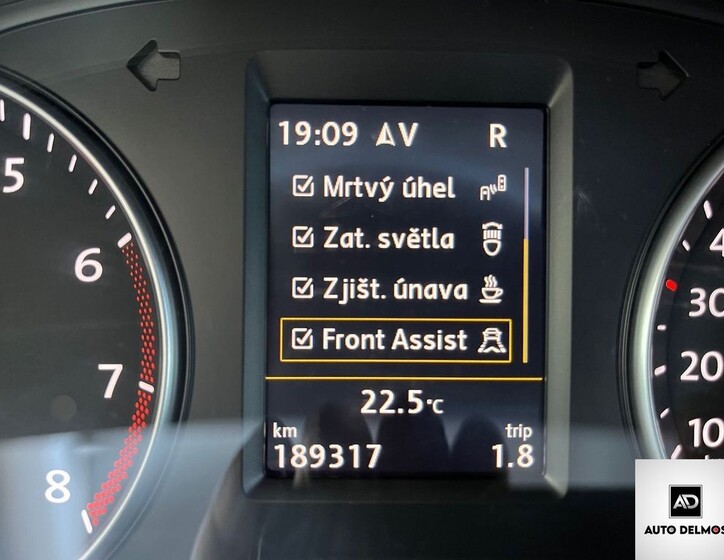 19:09 AV R
Mrtvý úhel
Zat. světla
Zjišt. únava
Front Assist
22.5°C
km trip
189317 1.8
5
6
7
8
4
30
20
10
AD
AUTO DELMOS